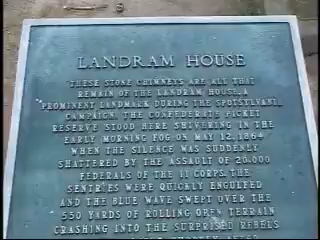 LANDRAM HOUSE
THESE STONE CHIMNEYS ARE ALL THAT
REMAIN OF THE LANDRAM HOUSE, A
PROMINENT LANDMARK DURING THE SPOTSYLVANIA
CAMPAIGN. THE CONFEDERATE PICKET
RESERVE STOOD HERE SHIVERING IN THE
EARLY MORNING FOG ON MAY 12, 1864
WHEN THE SILENCE WAS SUDDENLY
SHATTERED BY THE ASSAULT OF 20,000
FEDERALS OF THE II CORPS. THE
SENTRIES WERE QUICKLY ENGULFED
AND THE BLUE WAVE SWEPT OVER THE
550 YARDS OF ROLLING OPEN TERRAIN
CRASHING INTO THE SURPRISED REBELS